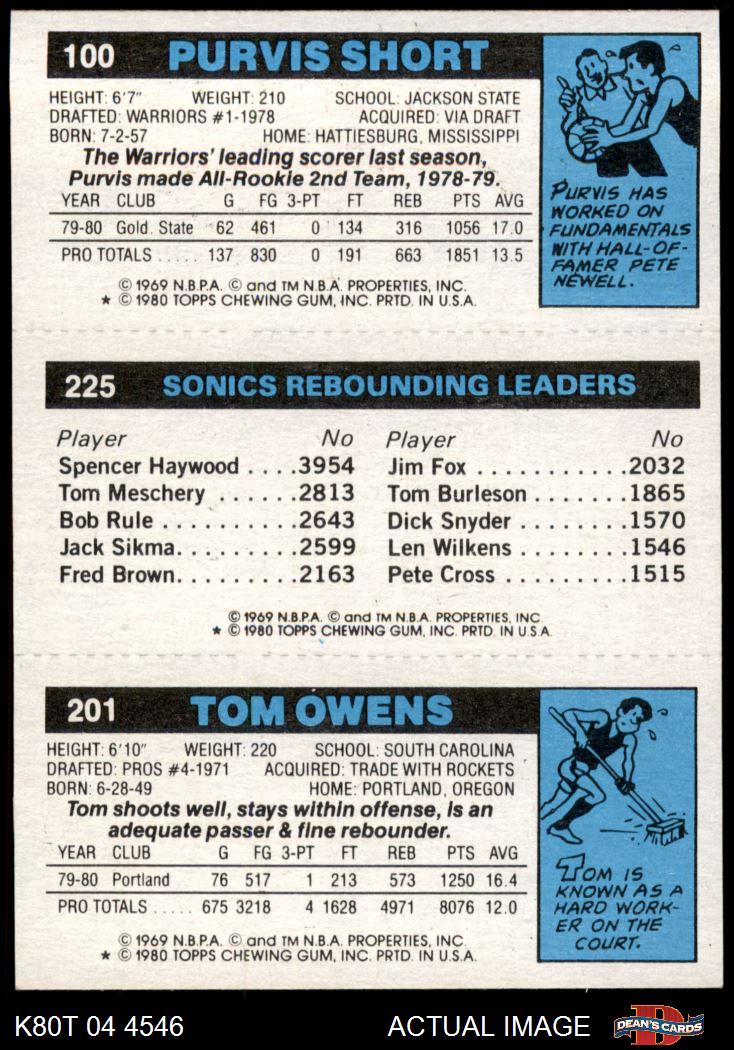 100 PURVIS SHORT
HEIGHT: 6'7" WEIGHT: 210 SCHOOL: JACKSON STATE
DRAFTED: WARRIORS #1-1978 ACQUIRED: VIA DRAFT
BORN: 7-2-57 HOME: HATTIESBURG, MISSISSIPPI
The Warriors' leading scorer last season,
Purvis made All-Rookie 2nd Team, 1978-79.
YEAR CLUB G FG 3-PT FT REB PTS AVG
79-80 Gold. State 62 461 0 134 316 1056 17.0
PRO TOTALS ..... 137 830 0 191 663 1851 13.5
© 1969 N.B.P.A. © and TM N.B.A. PROPERTIES, INC.
★ © 1980 TOPPS CHEWING GUM, INC. PRTD. IN U.S.A.
PURVIS HAS
WORKED ON
FUNDAMENTALS
WITH HALL-OF-
FAMER PETE
NEWELL.
225 SONICS REBOUNDING LEADERS
Player No Player No
Spencer Haywood ....3954 Jim Fox ............2032
Tom Meschery ......2813 Tom Burleson.......1865
Bob Rule ..........2643 Dick Snyder ........1570
Jack Sikma.........2599 Len Wilkens ........1546
Fred Brown.........2163 Pete Cross .........1515
© 1969 N.B.P.A. © and TM N.B.A. PROPERTIES, INC.
★ © 1980 TOPPS CHEWING GUM, INC. PRTD. IN U.S.A.
201 TOM OWENS
HEIGHT: 6'10" WEIGHT: 220 SCHOOL: SOUTH CAROLINA
DRAFTED: PROS #4-1971 ACQUIRED: TRADE WITH ROCKETS
BORN: 6-28-49 HOME: PORTLAND, OREGON
Tom shoots well, stays within offense, is an
adequate passer & fine rebounder.
YEAR CLUB G FG 3-PT FT REB PTS AVG
79-80 Portland 76 517 1 213 573 1250 16.4
PRO TOTALS ..... 675 3218 4 1628 4971 8076 12.0
© 1969 N.B.P.A. © and TM N.B.A. PROPERTIES, INC.
★ © 1980 TOPPS CHEWING GUM, INC. PRTD. IN U.S.A.
TOM IS
KNOWN AS A
HARD WORK-
ER ON THE
COURT.
K80T 04 4546 ACTUAL IMAGE D DEAN'S CARDS